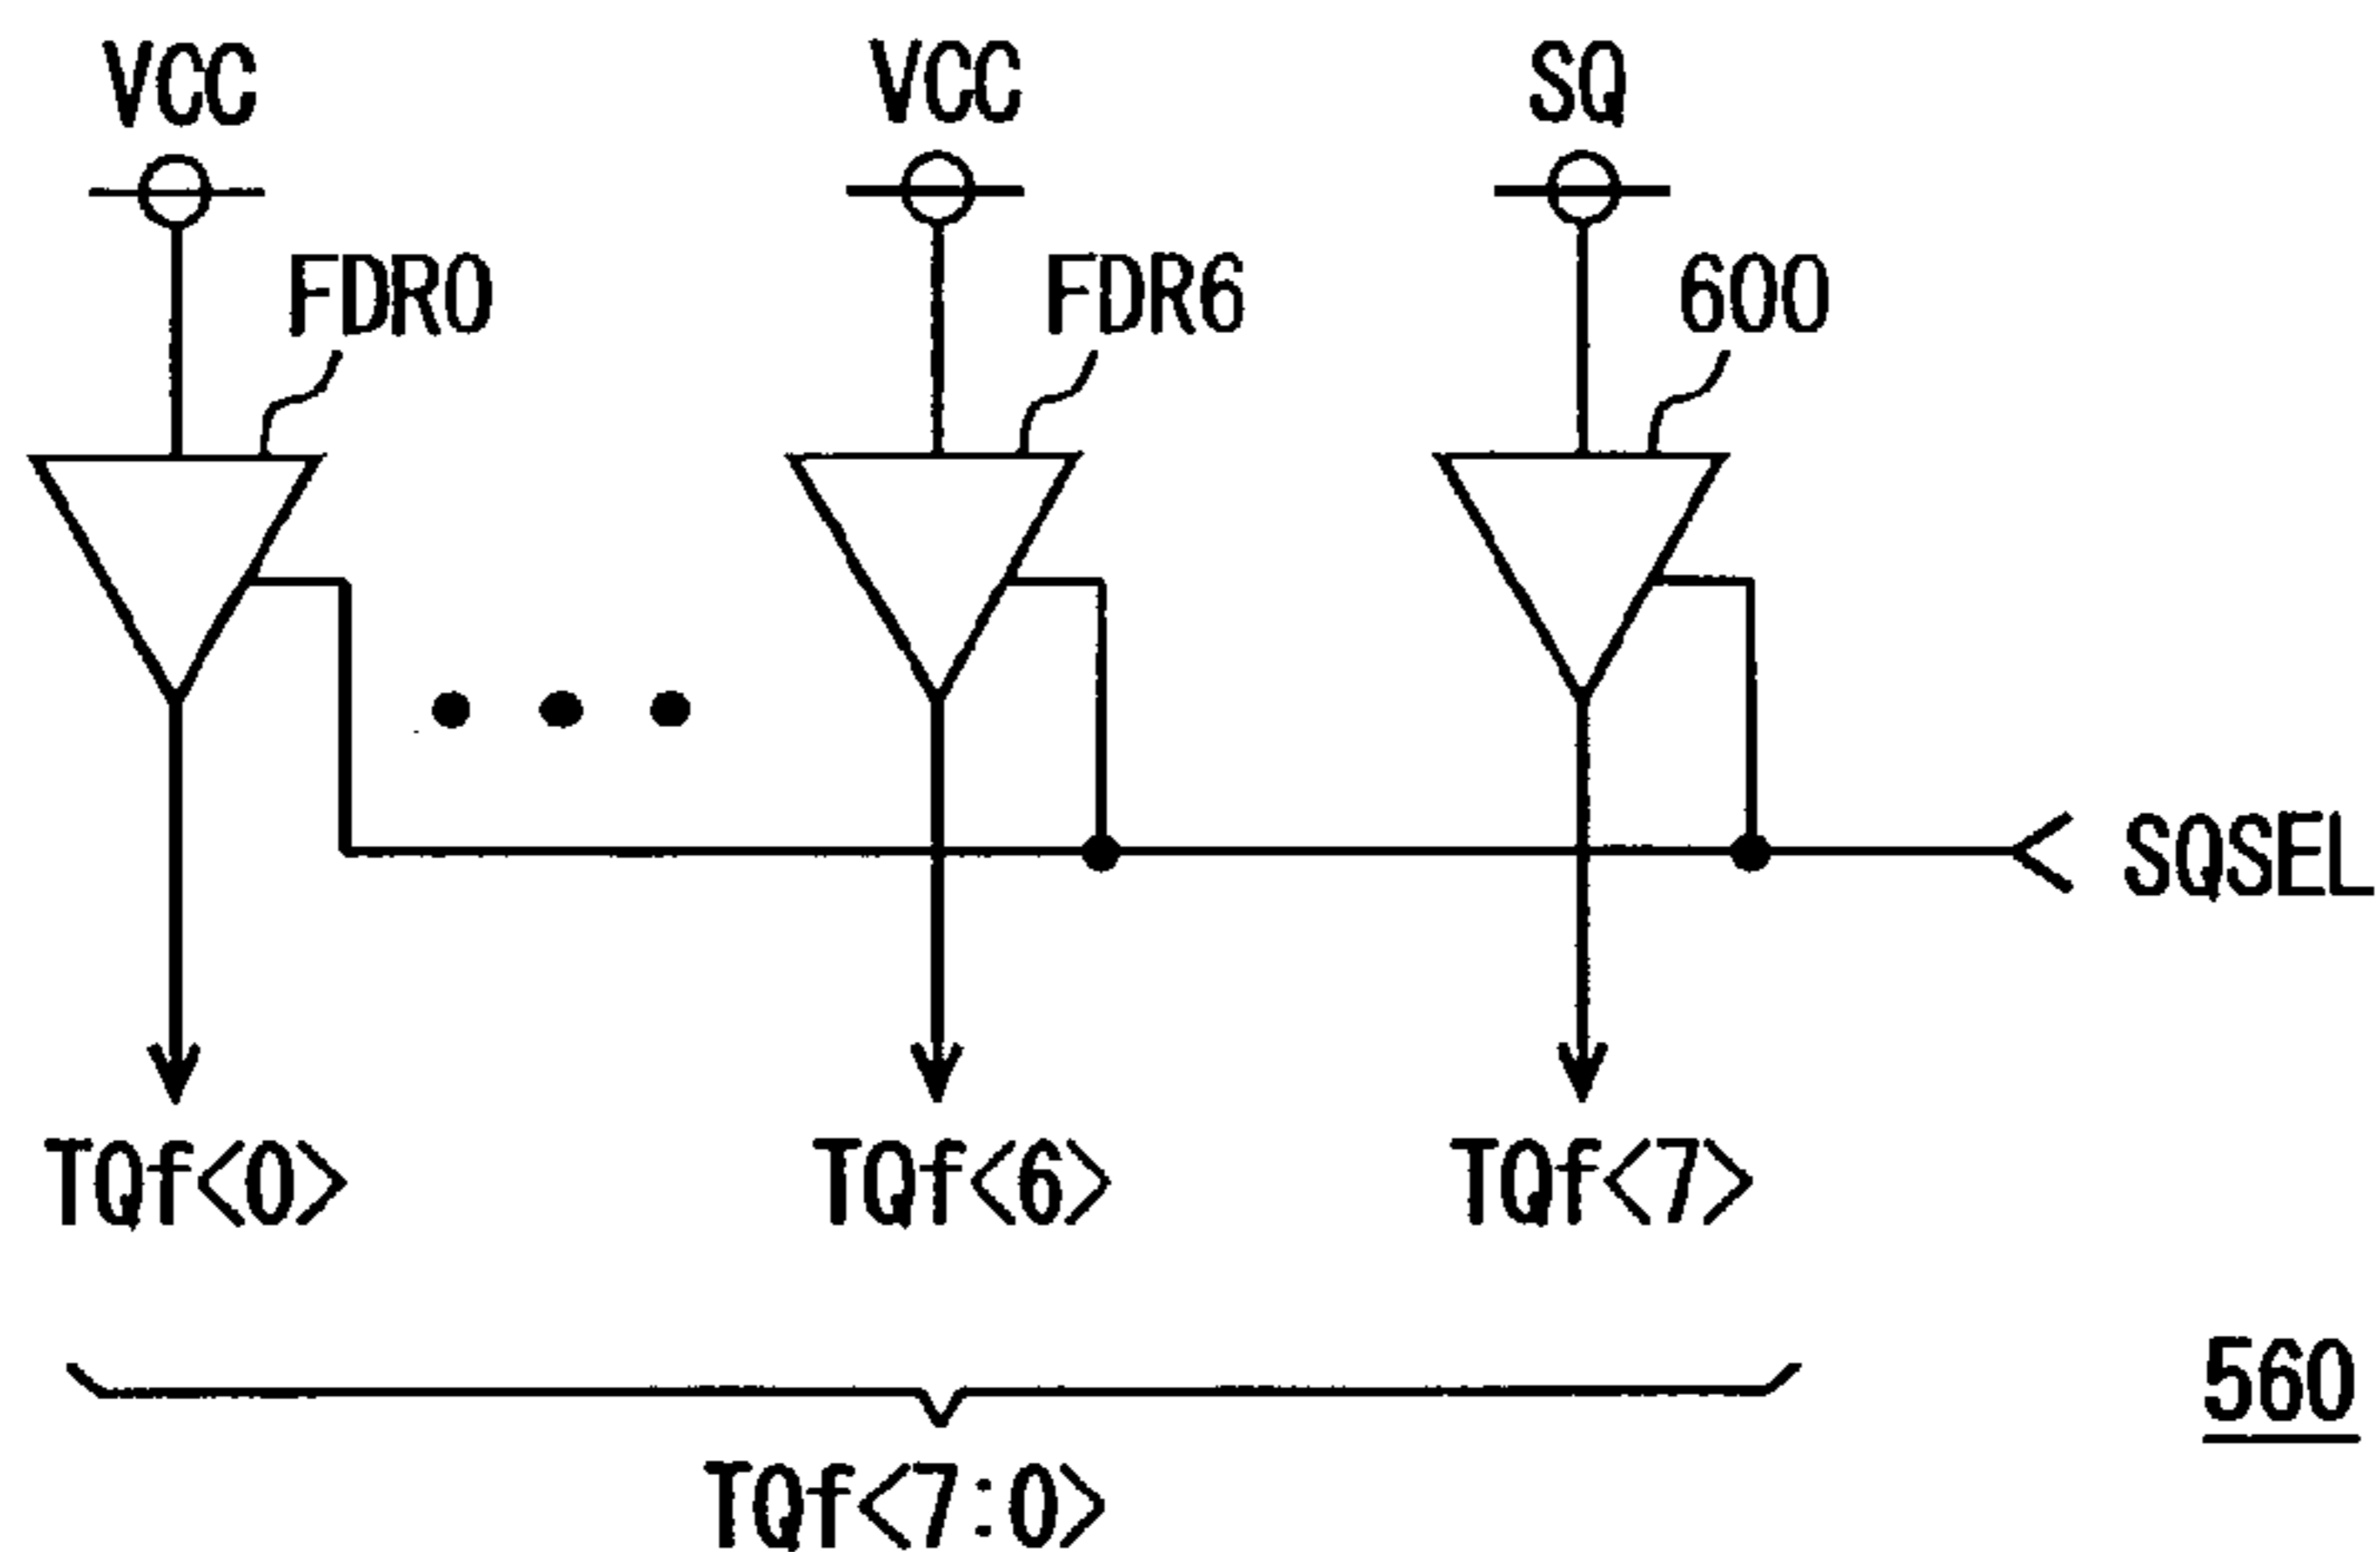 VCC VCC SQ
FDR0 FDR6 600
SQSEL
TQf<0> TQf<6> TQf<7>
560
TQf<7:0>